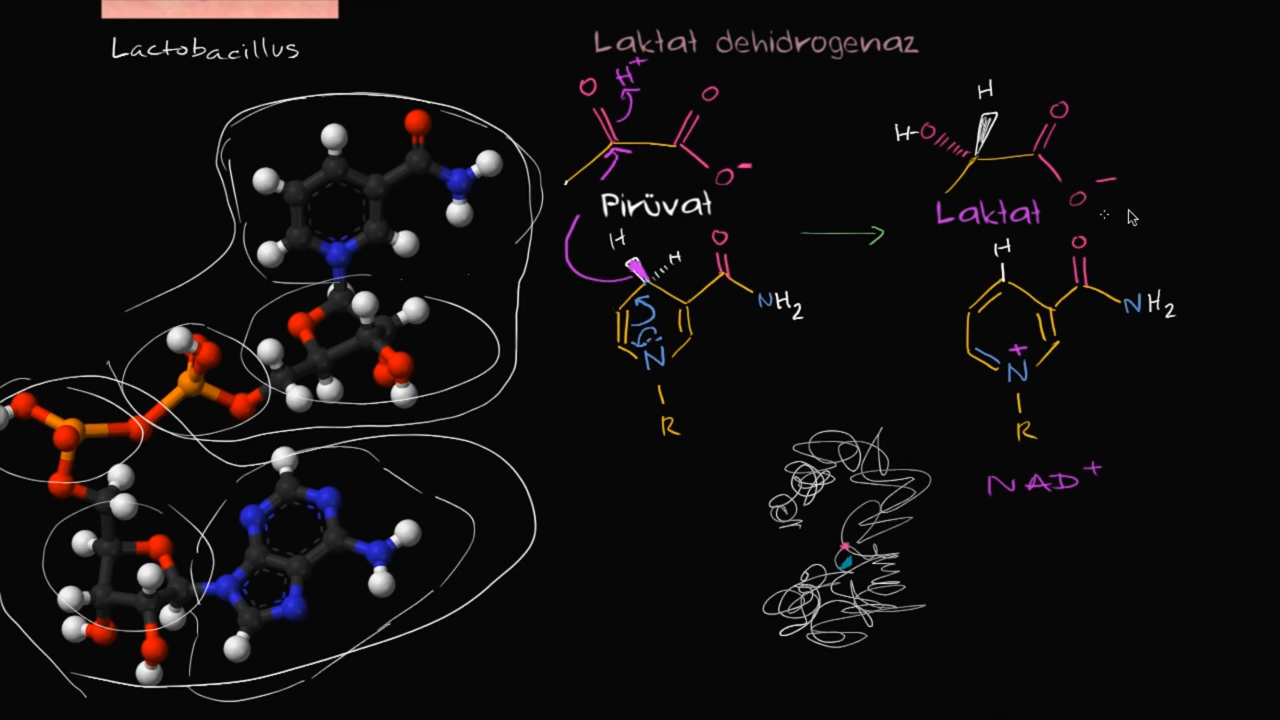 Lactobacillus
Laktat dehidrogenaz
O H+ O
O-
Pirüvat
H H O
NH2
N
R
H
H-O O
O-
Laktat
H O
NH2
+
N
R
NAD+